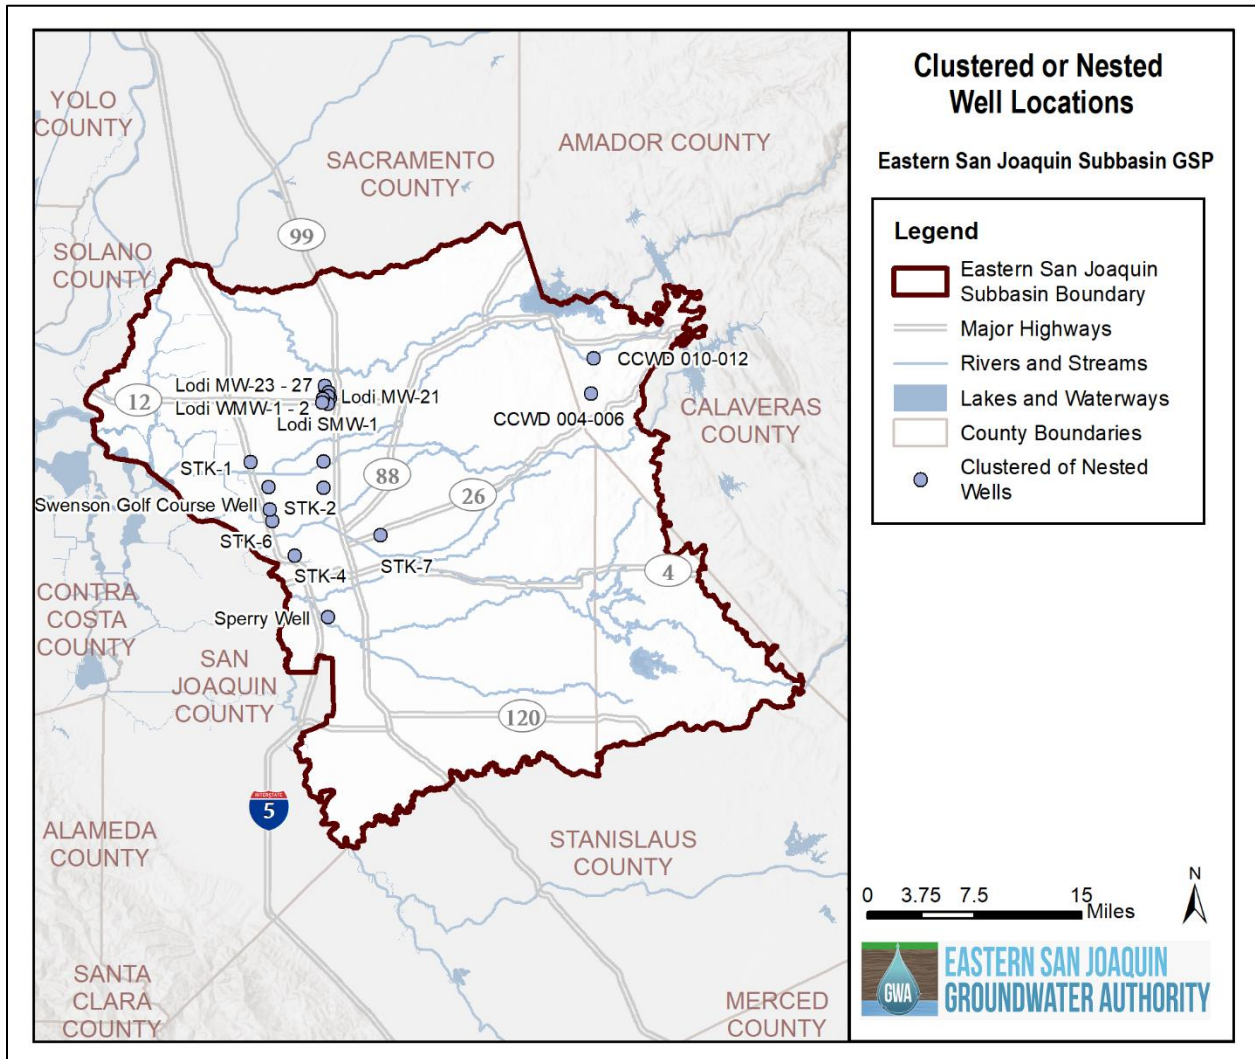 YOLO
COUNTY
SACRAMENTO
COUNTY
AMADOR COUNTY
SOLANO
COUNTY
99
12
Lodi MW-23 - 27
Lodi MW-21
Lodi WMW-1 - 2
Lodi SMW-1
CCWD 010-012
CCWD 004-006
CALAVERAS
COUNTY
STK-1
88
26
Swenson Golf Course Well
STK-2
STK-6
STK-4
STK-7
4
CONTRA
COSTA
COUNTY
Sperry Well
SAN
JOAQUIN
COUNTY
120
INTERSTATE
5
ALAMEDA
COUNTY
STANISLAUS
COUNTY
SANTA
CLARA
COUNTY
MERCED
COUNTY
Clustered or Nested
Well Locations
Eastern San Joaquin Subbasin GSP
Legend
Eastern San Joaquin
Subbasin Boundary
Major Highways
Rivers and Streams
Lakes and Waterways
County Boundaries
Clustered of Nested
Wells
N
0 3.75 7.5 15
Miles
GWA
EASTERN SAN JOAQUIN
GROUNDWATER AUTHORITY